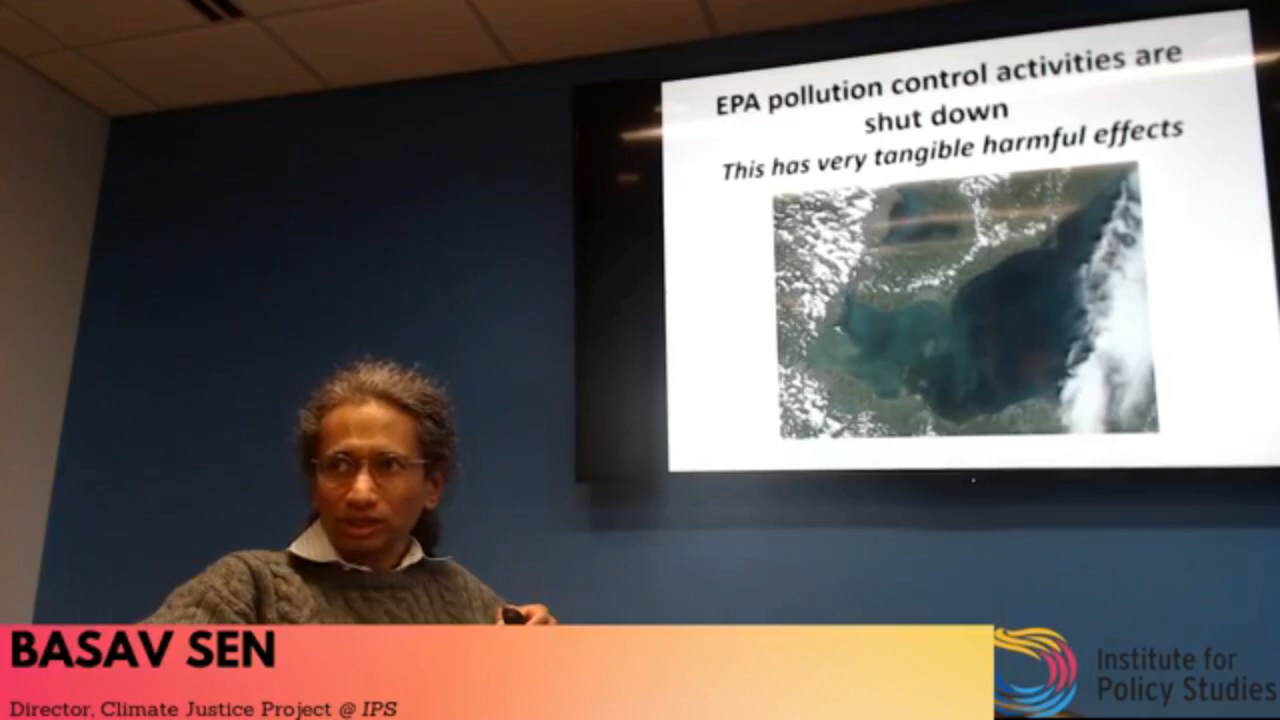 EPA pollution control activities are
shut down
This has very tangible harmful effects
BASAV SEN
Director, Climate Justice Project @ IPS
Institute for
Policy Studies